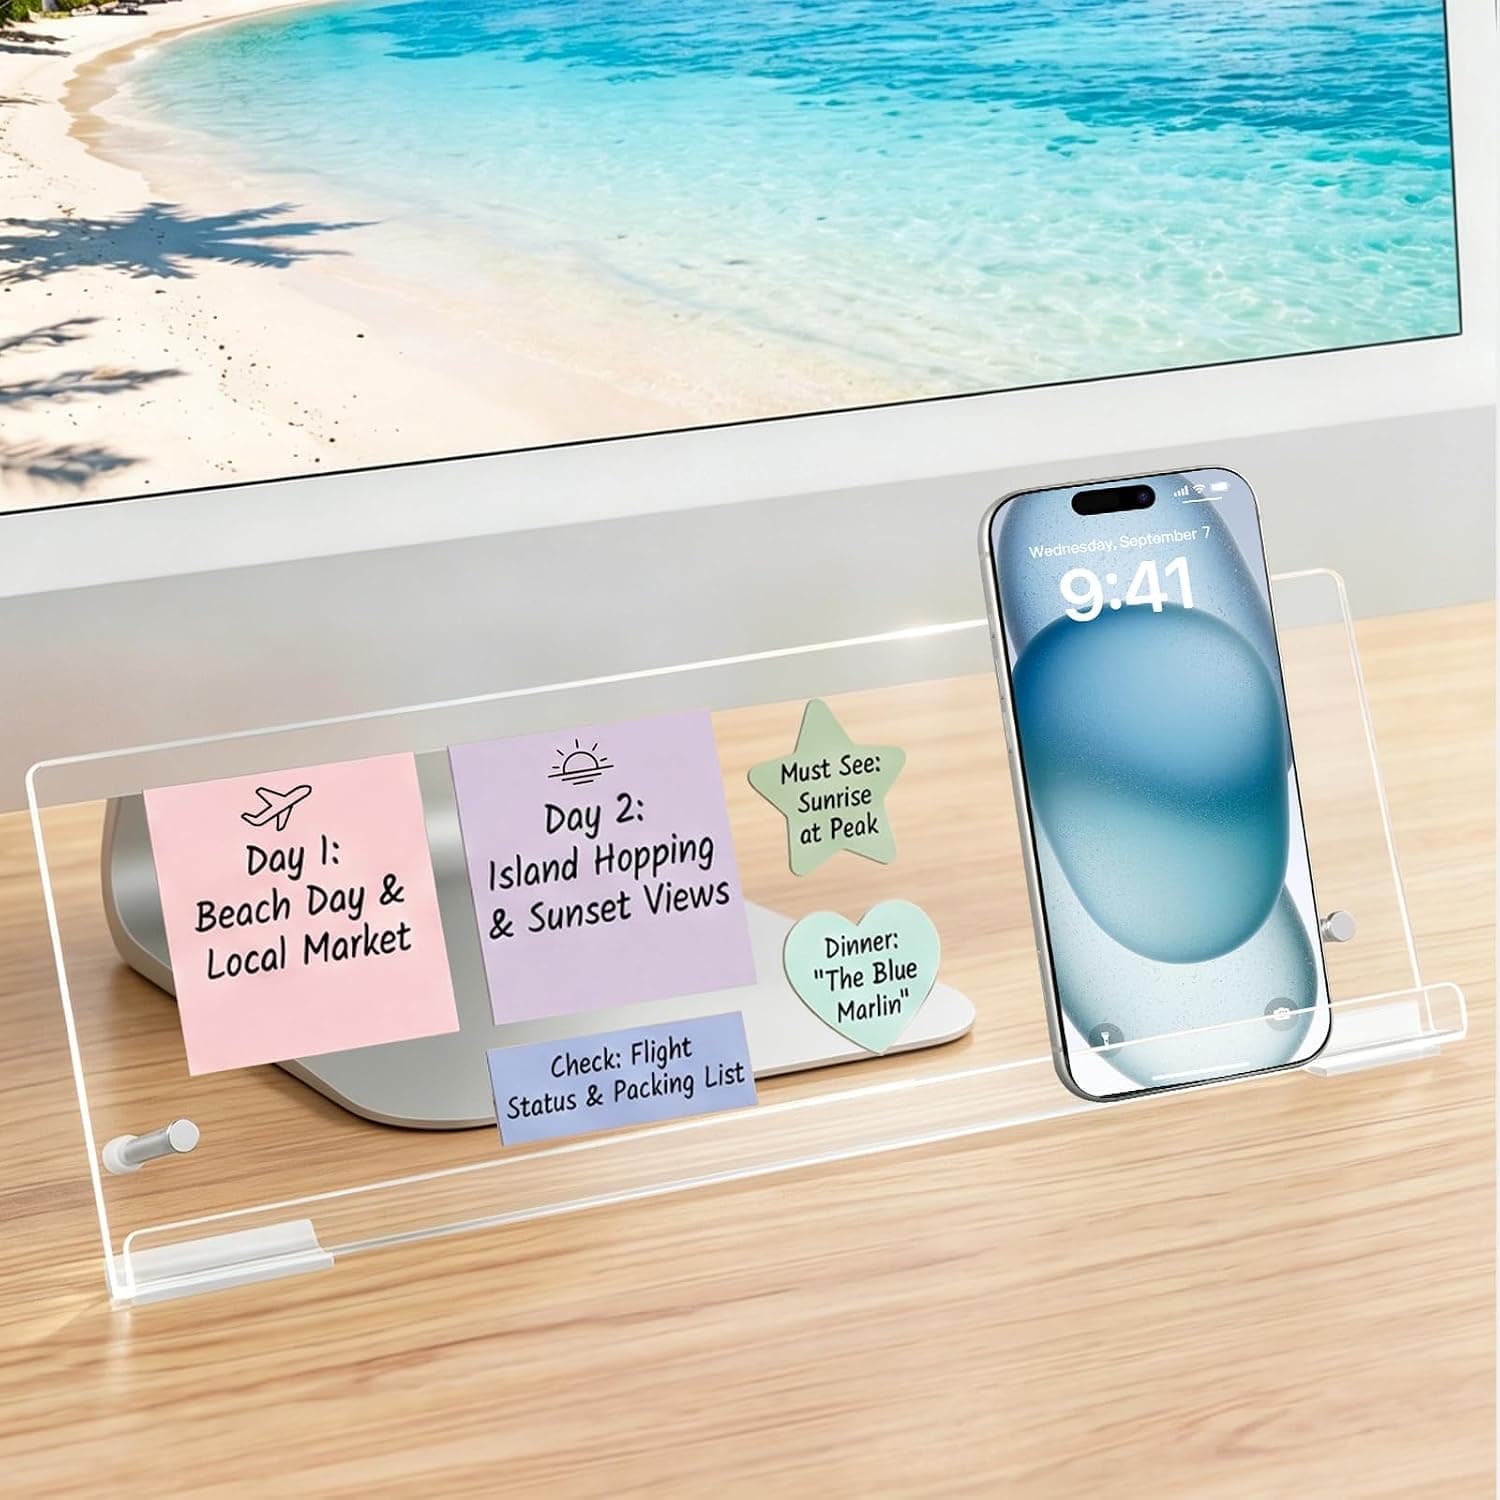 Day 1:
Beach Day &
Local Market
Day 2:
Island Hopping
& Sunset Views
Must See:
Sunrise
at Peak
Dinner:
"The Blue
Marlin"
Check: Flight
Status & Packing List
Wednesday, September 7
9:41